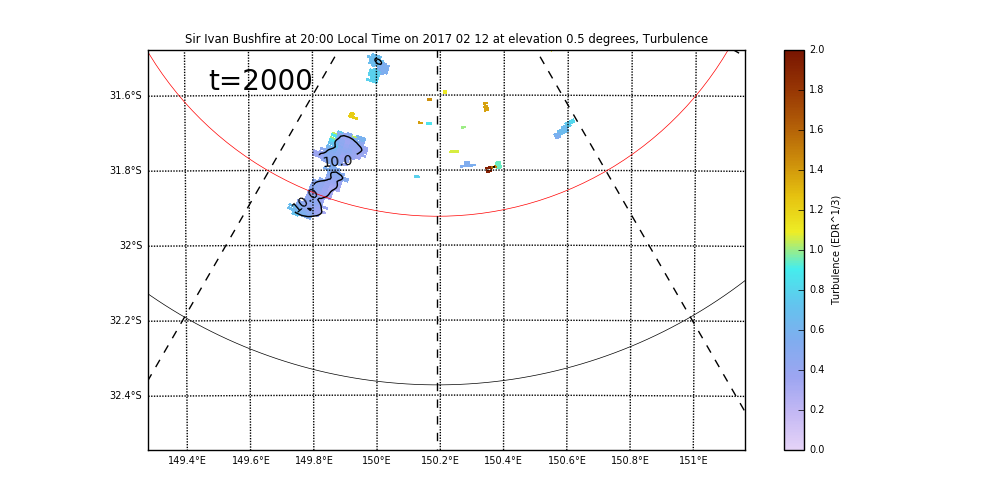 Sir Ivan Bushfire at 20:00 Local Time on 2017 02 12 at elevation 0.5 degrees, Turbulence
t=2000
31.6°S
31.8°S
32°S
32.2°S
32.4°S
149.4°E 149.6°E 149.8°E 150°E 150.2°E 150.4°E 150.6°E 150.8°E 151°E
10.0
10.0
2.0
1.8
1.6
1.4
1.2
1.0
0.8
0.6
0.4
0.2
0.0
Turbulence (EDR^1/3)